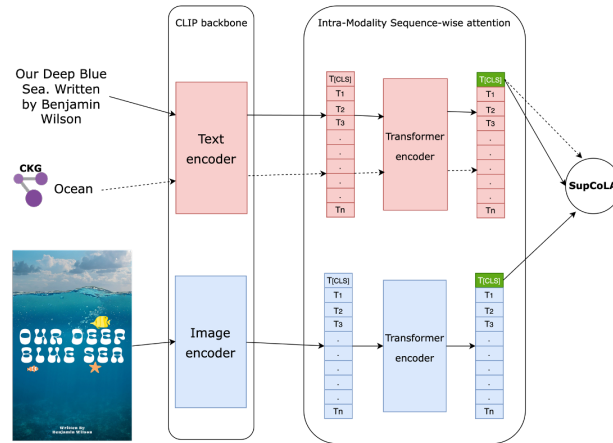 CLIP backbone
Intra-Modality Sequence-wise attention
Our Deep Blue
Sea. Written
by Benjamin
Wilson
CKG
Ocean
Text
encoder
T[CLS]
T1
T2
T3
.
.
.
.
.
Tn
Transformer
encoder
T[CLS]
T1
T2
T3
.
.
.
.
.
Tn
SupCoLA
OUR DEEP
BLUE SEA
Written by
Benjamin Wilson
Image
encoder
T[CLS]
T1
T2
T3
.
.
.
.
Tn
Transformer
encoder
T[CLS]
T1
T2
T3
.
.
.
.
Tn